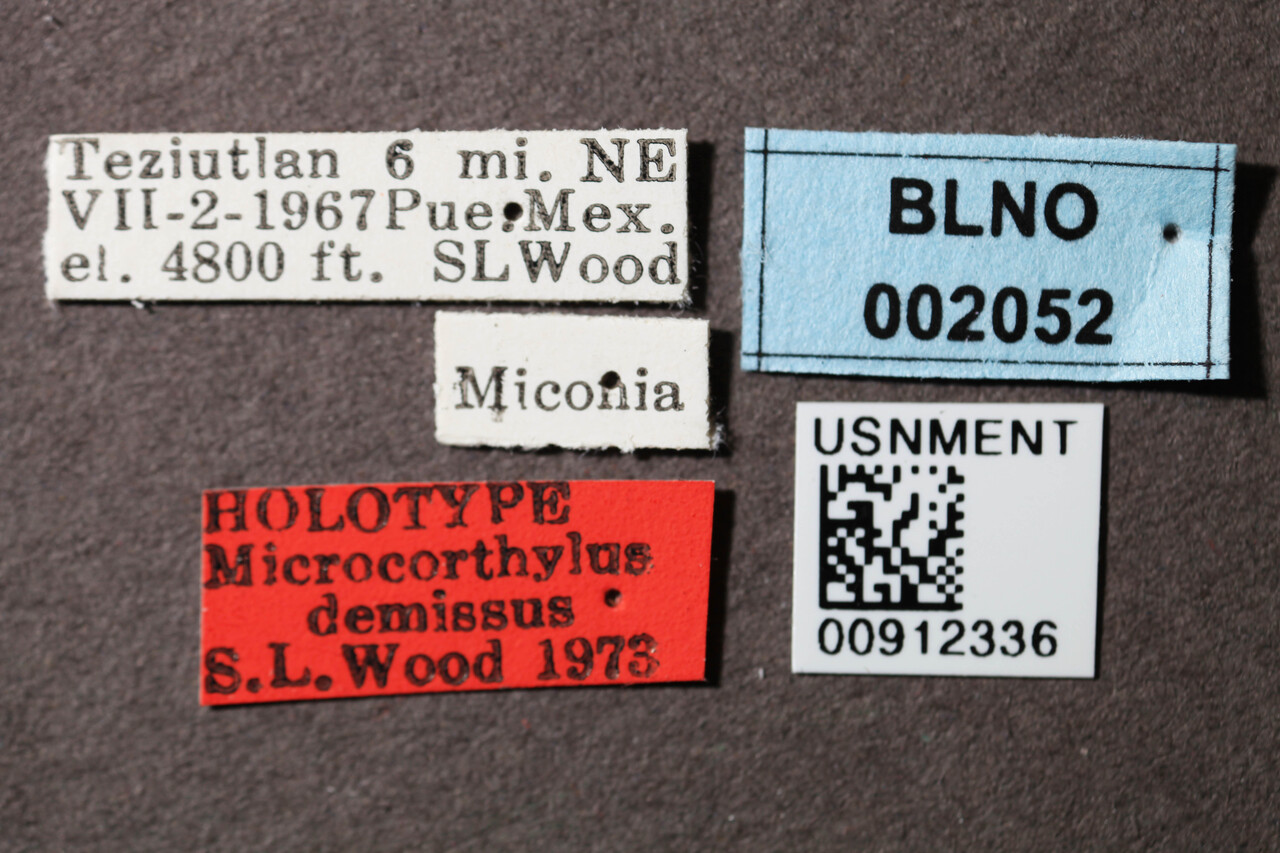 Teziutlan 6 mi. NE
VII-2-1967 Pue. Mex.
el. 4800 ft. SLWood
Miconia
HOLOTYPE
Microcorthylus
demissus
S.L.Wood 1973
BLNO
002052
USNMENT
00912336